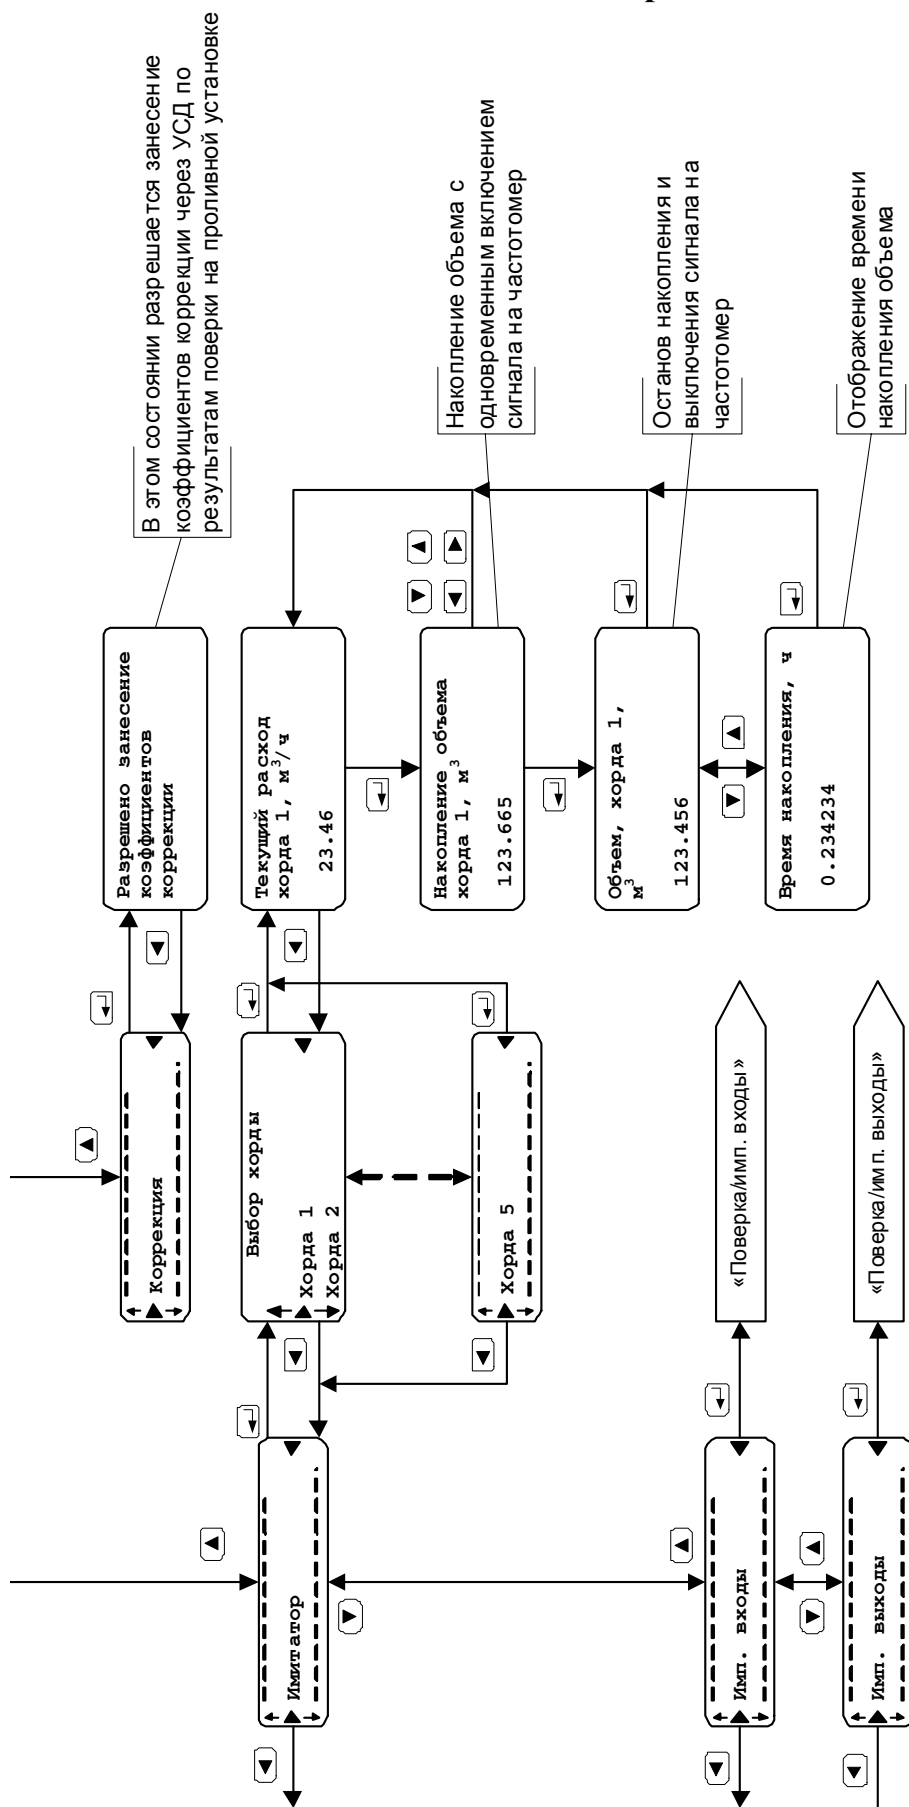 В этом состоянии разрешается занесение
коэффициентов коррекции через УСД по
результатам поверки на проливной установке
Коррекция
Разрешено занесение
коэффициентов
коррекции
Имитатор
Выбор хорды
Хорда 1
Хорда 2
Хорда 5
Текущий расход
хорда 1, м³/ч
23.46
Накопление объема
хорда 1, м³
123.665
Накопление объема с
одновременным включением
сигнала на частотомер
Объем, хорда 1,
м³
123.456
Останов накопления и
выключения сигнала на
частотомер
Время накопления, ч
0.234234
Отображение времени
накопления объема
Имп. входы
«Поверка/имп. входы»
Имп. выходы
«Поверка/имп. выходы»